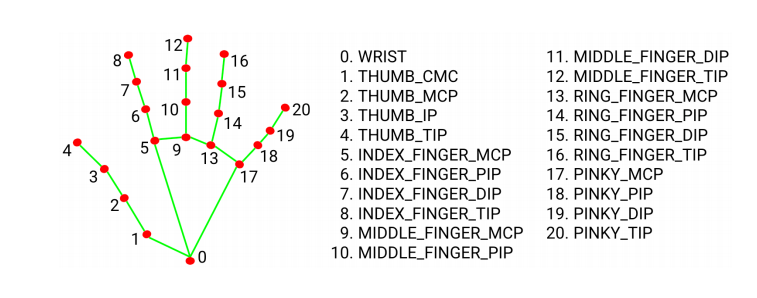 12
8
16
11
7
15
10
6
20
14
19
5
9
4
13
18
3
17
2
1
0
0. WRIST
1. THUMB_CMC
2. THUMB_MCP
3. THUMB_IP
4. THUMB_TIP
5. INDEX_FINGER_MCP
6. INDEX_FINGER_PIP
7. INDEX_FINGER_DIP
8. INDEX_FINGER_TIP
9. MIDDLE_FINGER_MCP
10. MIDDLE_FINGER_PIP
11. MIDDLE_FINGER_DIP
12. MIDDLE_FINGER_TIP
13. RING_FINGER_MCP
14. RING_FINGER_PIP
15. RING_FINGER_DIP
16. RING_FINGER_TIP
17. PINKY_MCP
18. PINKY_PIP
19. PINKY_DIP
20. PINKY_TIP